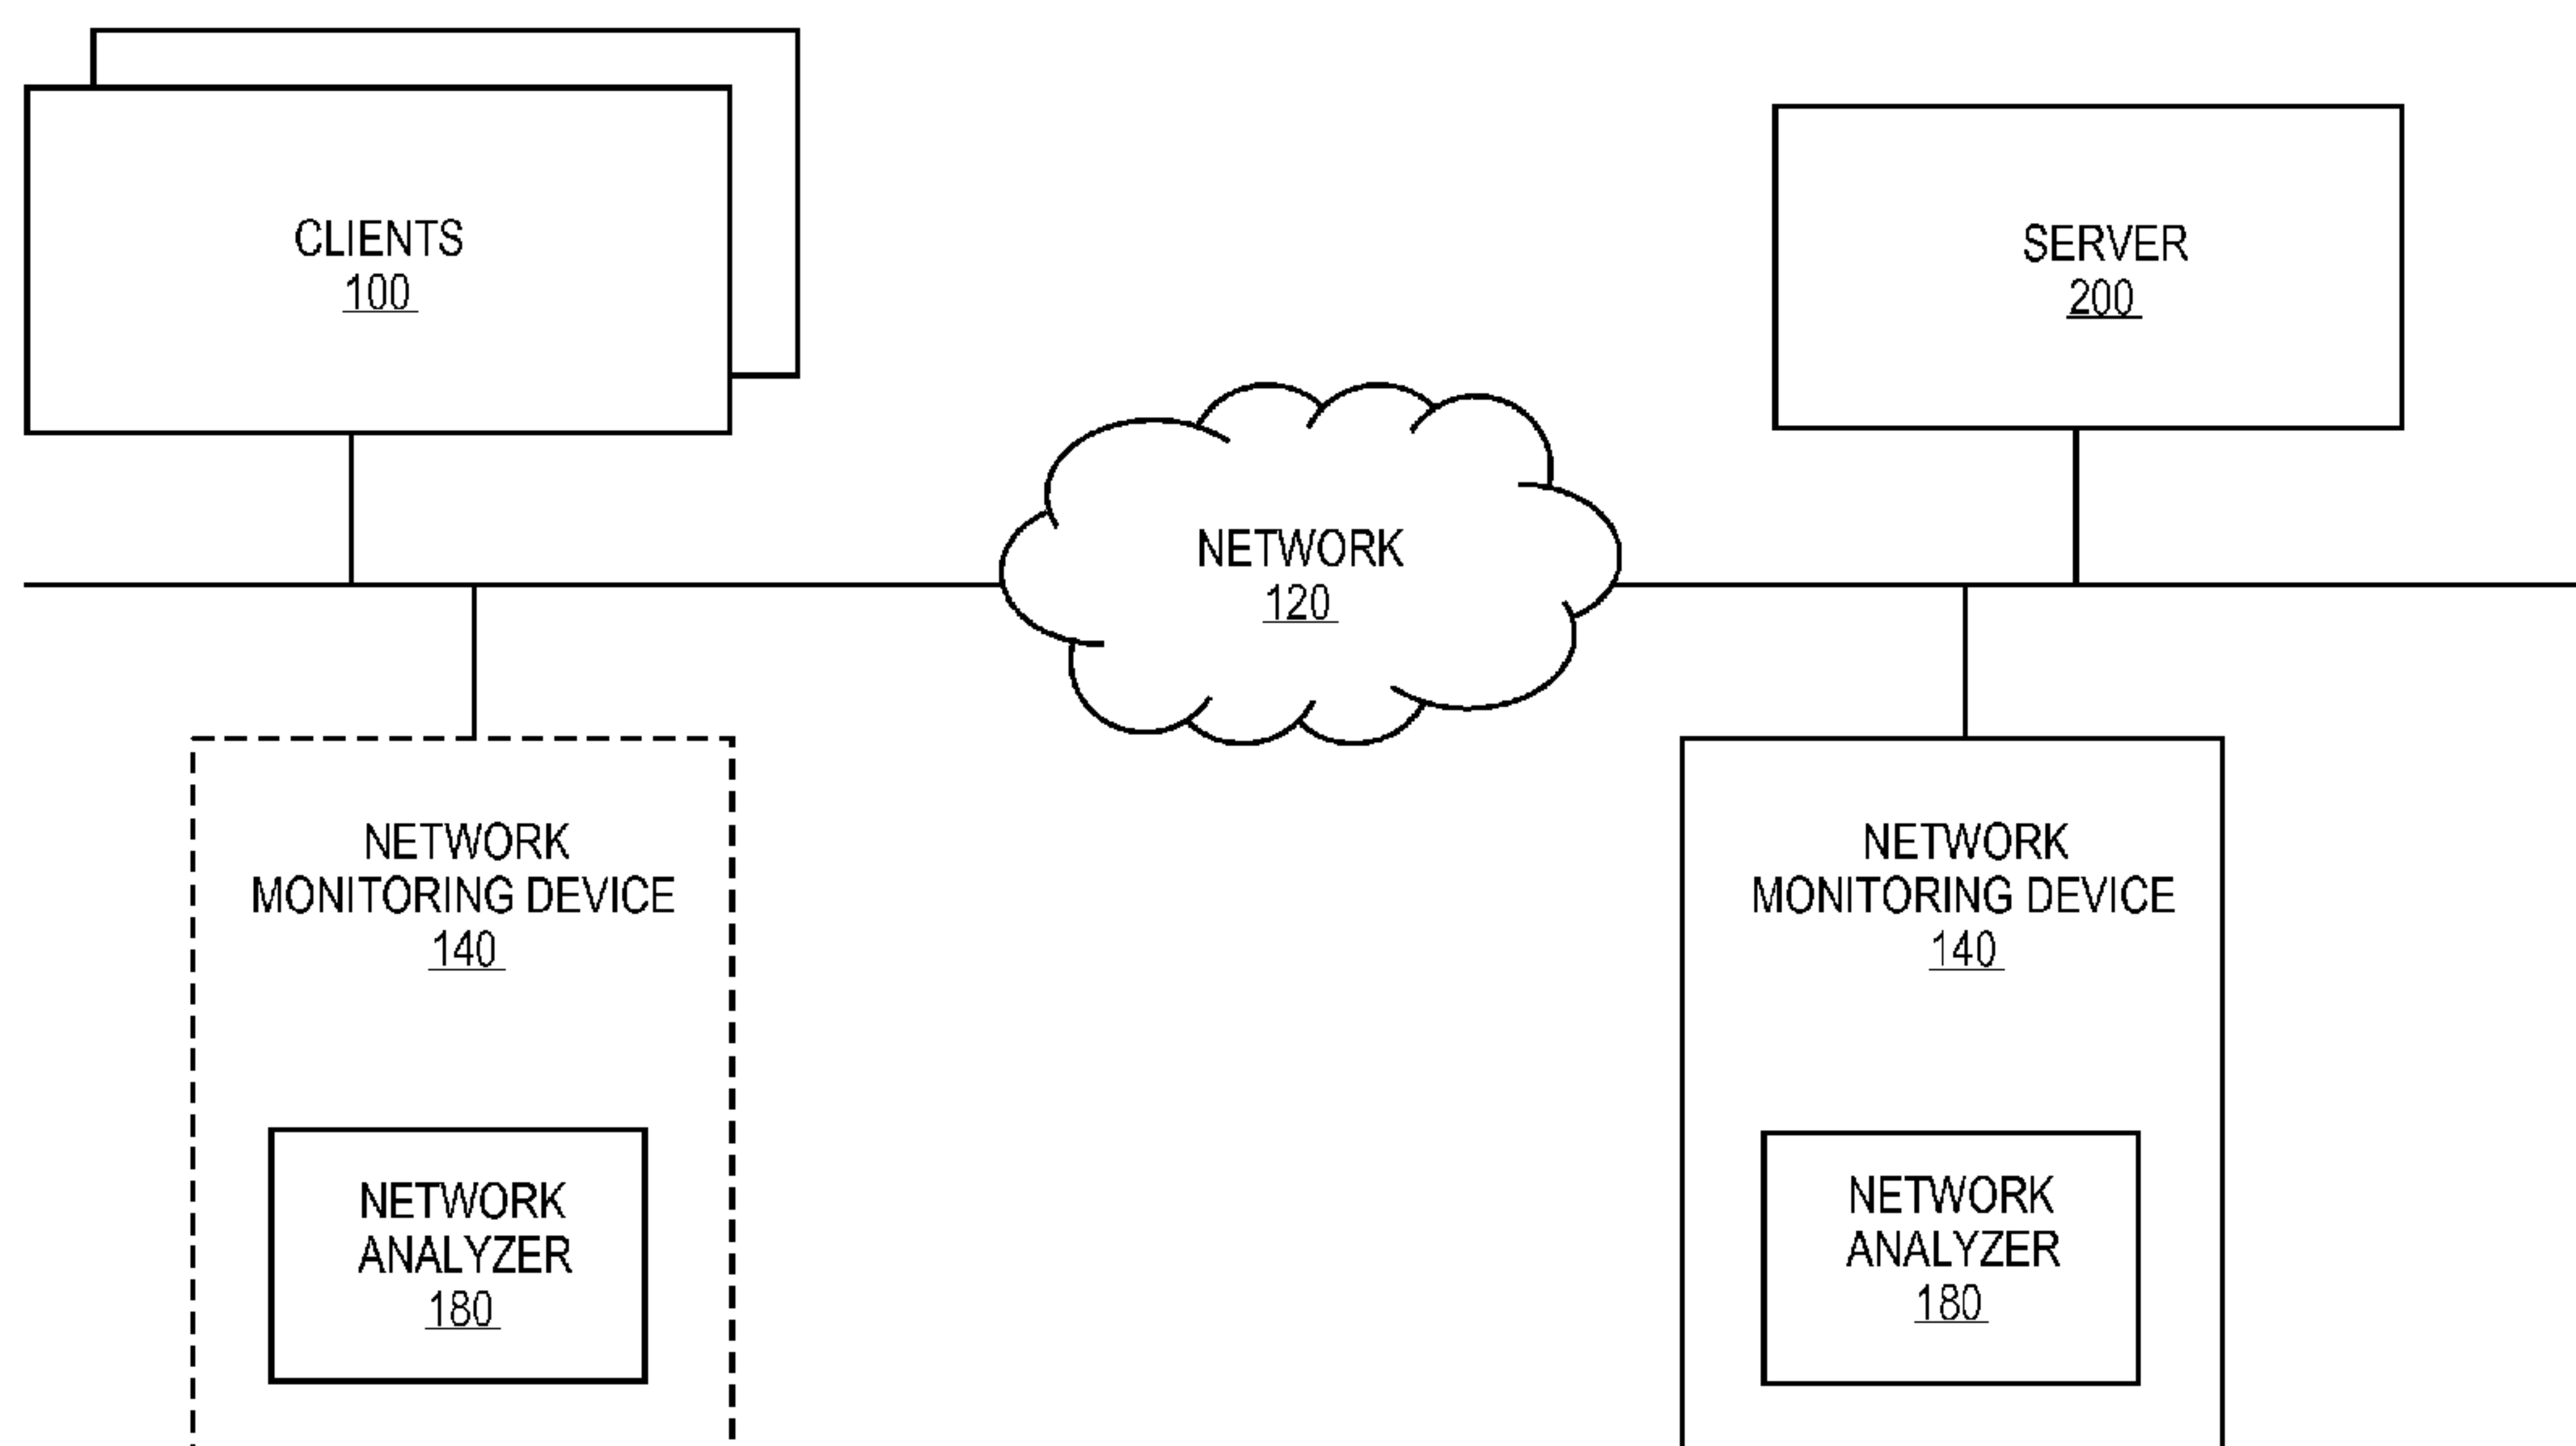 CLIENTS
100
SERVER
200
NETWORK
120
NETWORK
MONITORING DEVICE
140
NETWORK
ANALYZER
180
NETWORK
MONITORING DEVICE
140
NETWORK
ANALYZER
180